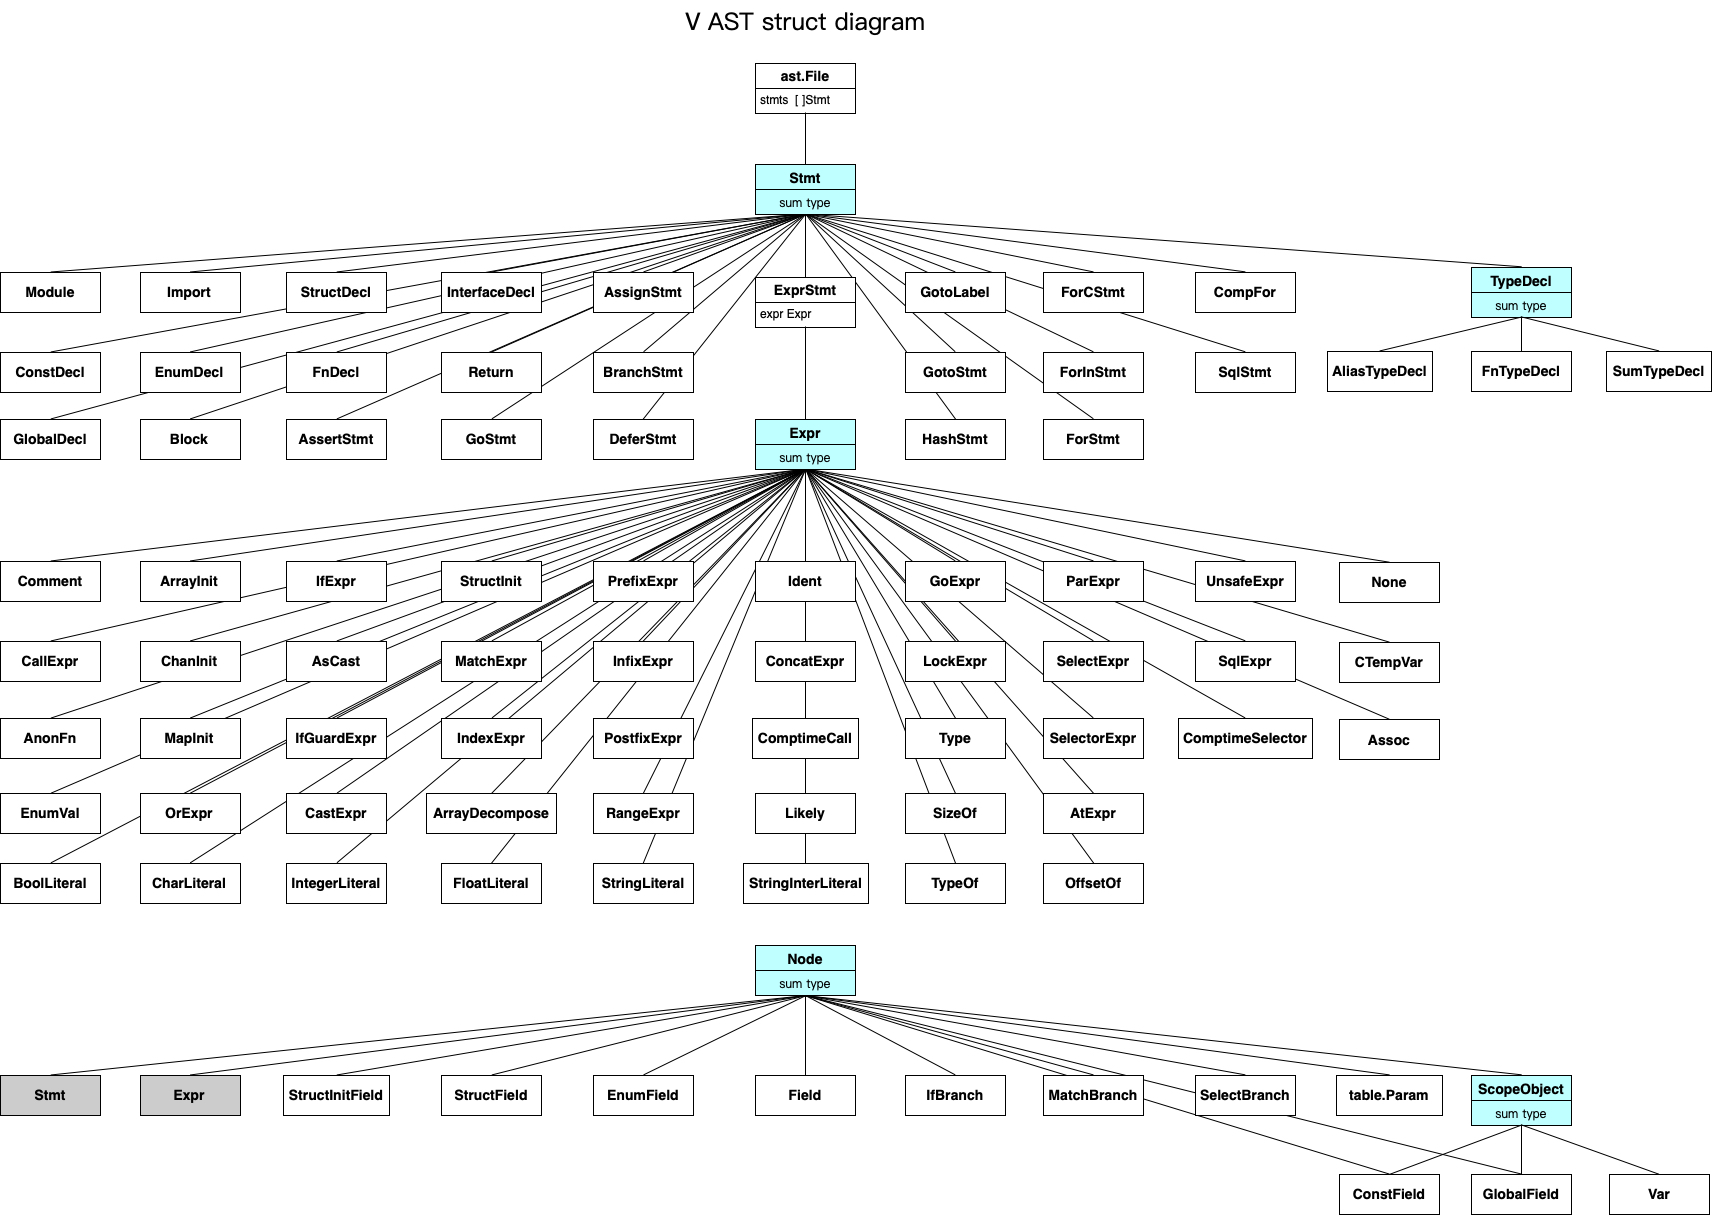 V AST struct diagram
ast.File
stmts [ ]Stmt
Stmt
sum type
Module
Import
StructDecl
InterfaceDecl
AssignStmt
ExprStmt
expr Expr
GotoLabel
ForCStmt
CompFor
TypeDecl
sum type
ConstDecl
EnumDecl
FnDecl
Return
BranchStmt
GotoStmt
ForInStmt
SqlStmt
AliasTypeDecl
FnTypeDecl
SumTypeDecl
GlobalDecl
Block
AssertStmt
GoStmt
DeferStmt
Expr
sum type
HashStmt
ForStmt
Comment
ArrayInit
IfExpr
StructInit
PrefixExpr
Ident
GoExpr
ParExpr
UnsafeExpr
None
CallExpr
ChanInit
AsCast
MatchExpr
InfixExpr
ConcatExpr
LockExpr
SelectExpr
SqlExpr
CTempVar
AnonFn
MapInit
IfGuardExpr
IndexExpr
PostfixExpr
ComptimeCall
Type
SelectorExpr
ComptimeSelector
Assoc
EnumVal
OrExpr
CastExpr
ArrayDecompose
RangeExpr
Likely
SizeOf
AtExpr
BoolLiteral
CharLiteral
IntegerLiteral
FloatLiteral
StringLiteral
StringInterLiteral
TypeOf
OffsetOf
Node
sum type
Stmt
Expr
StructInitField
StructField
EnumField
Field
IfBranch
MatchBranch
SelectBranch
table.Param
ScopeObject
sum type
ConstField
GlobalField
Var